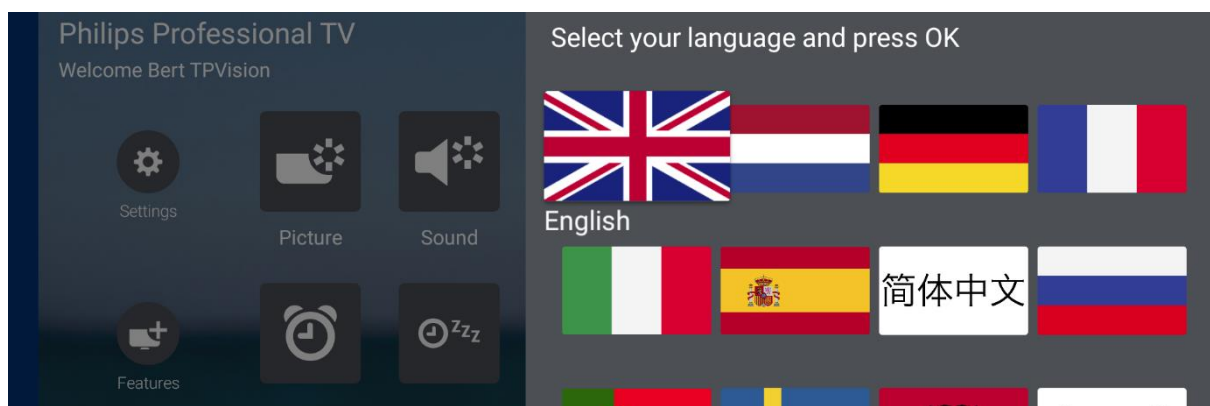 Philips Professional TV
Welcome Bert TPVision
Settings
Picture
Sound
Features
zzz
Select your language and press OK
English
简体中文